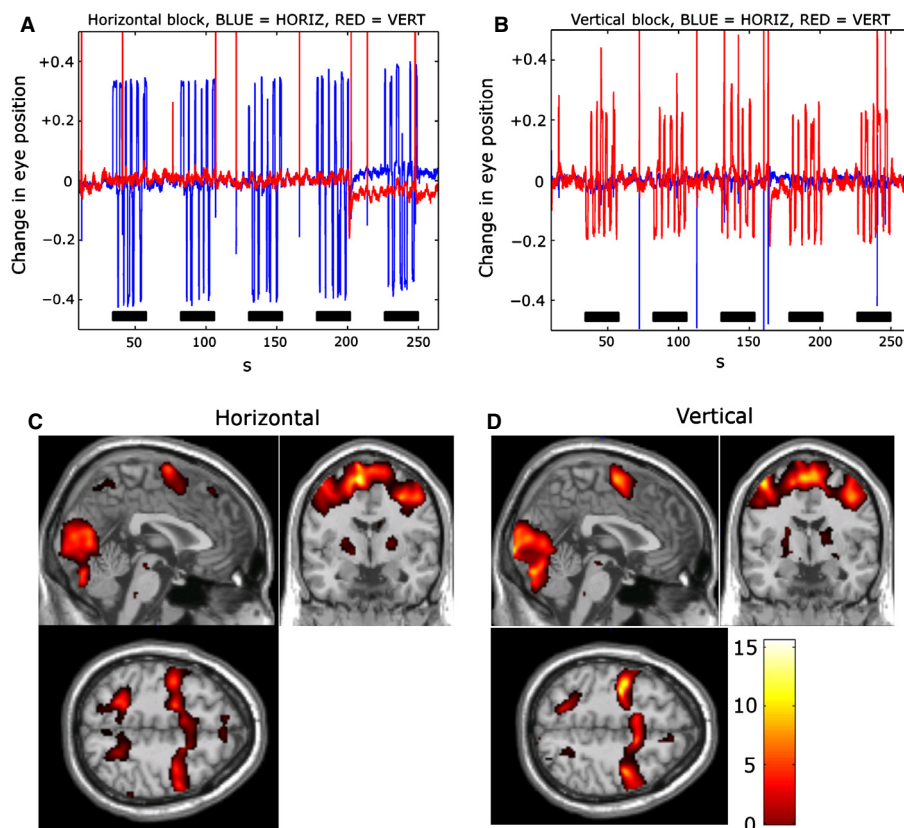 A
Horizontal block, BLUE = HORIZ, RED = VERT
Change in eye position
+0.4
+0.2
0
−0.2
−0.4
50
100
150
200
250
s
B
Vertical block, BLUE = HORIZ, RED = VERT
Change in eye position
+0.4
+0.2
0
−0.2
−0.4
50
100
150
200
250
s
C
Horizontal
D
Vertical
15
10
5
0